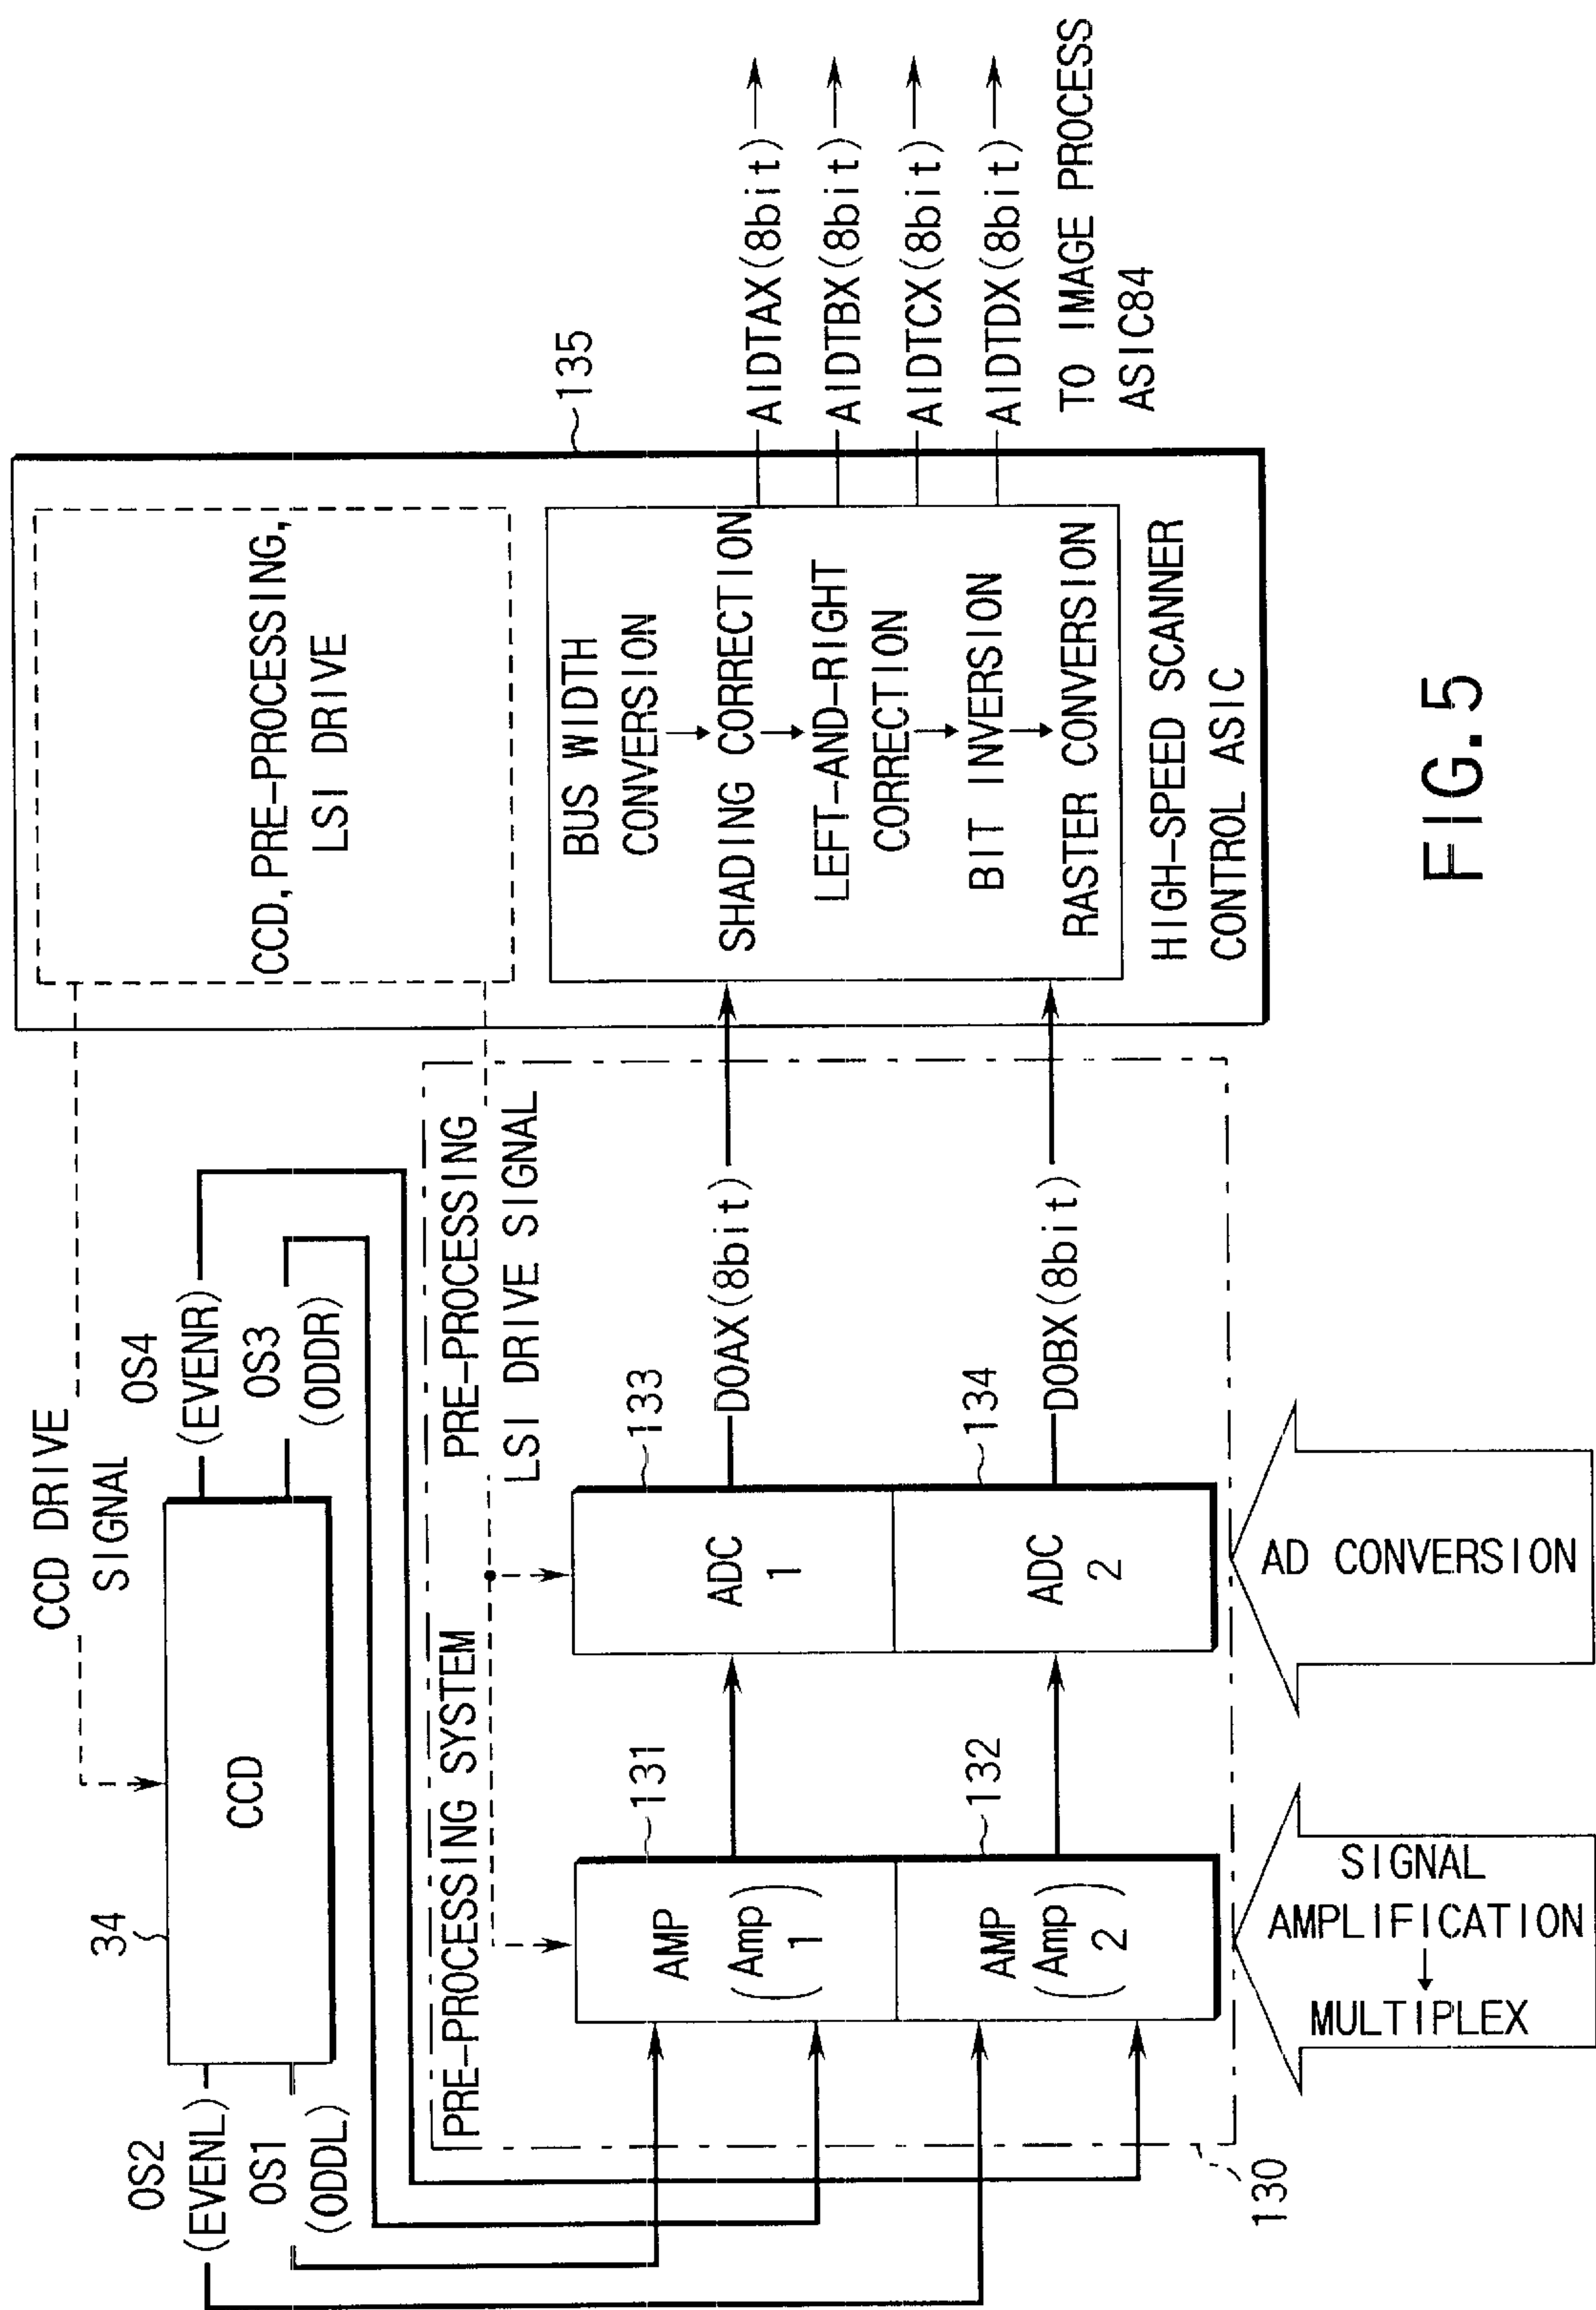 CCD DRIVE
SIGNAL
34
CCD
OS2
(EVENL)
OS1
(ODDL)
OS4
(EVENR)
OS3
(ODDR)
PRE-PROCESSING SYSTEM
PRE-PROCESSING
LSI DRIVE SIGNAL
130
131
AMP
(Amp
1)
132
AMP
(Amp
2)
133
ADC
1
134
ADC
2
DOAX(8bit)
DOBX(8bit)
SIGNAL
AMPLIFICATION
→
MULTIPLEX
AD CONVERSION
135
CCD,PRE-PROCESSING,
LSI DRIVE
BUS WIDTH
CONVERSION
SHADING CORRECTION
LEFT-AND-RIGHT
CORRECTION
BIT INVERSION
RASTER CONVERSION
HIGH-SPEED SCANNER
CONTROL ASIC
AIDTAX(8bit)
AIDTBX(8bit)
AIDTCX(8bit)
AIDTDX(8bit)
TO IMAGE PROCESS
ASIC84
FIG.5